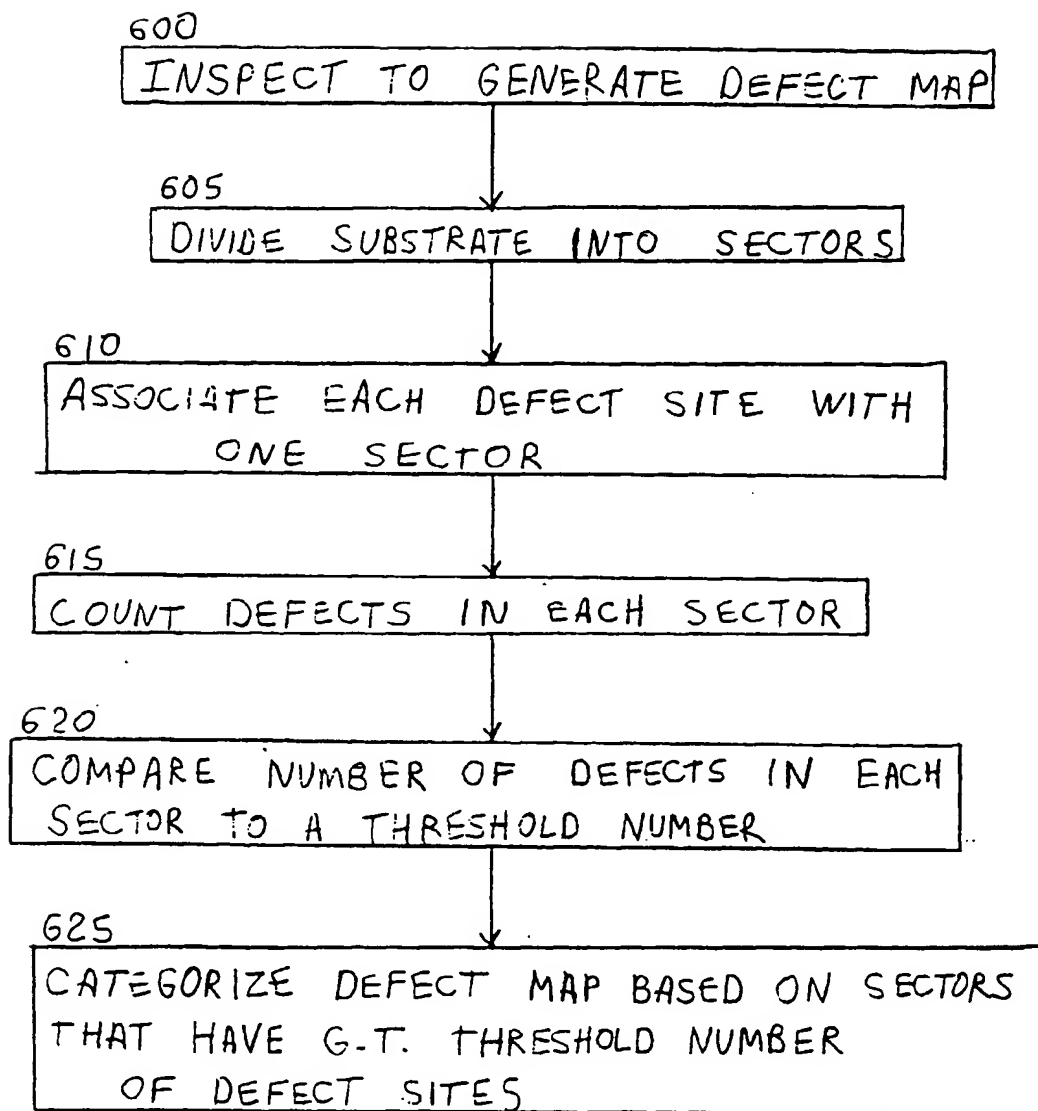 600
INSPECT TO GENERATE DEFECT MAP
605
DIVIDE SUBSTRATE INTO SECTORS
610
ASSOCIATE EACH DEFECT SITE WITH
ONE SECTOR
615
COUNT DEFECTS IN EACH SECTOR
620
COMPARE NUMBER OF DEFECTS IN EACH
SECTOR TO A THRESHOLD NUMBER
625
CATEGORIZE DEFECT MAP BASED ON SECTORS
THAT HAVE G.T. THRESHOLD NUMBER
OF DEFECT SITES